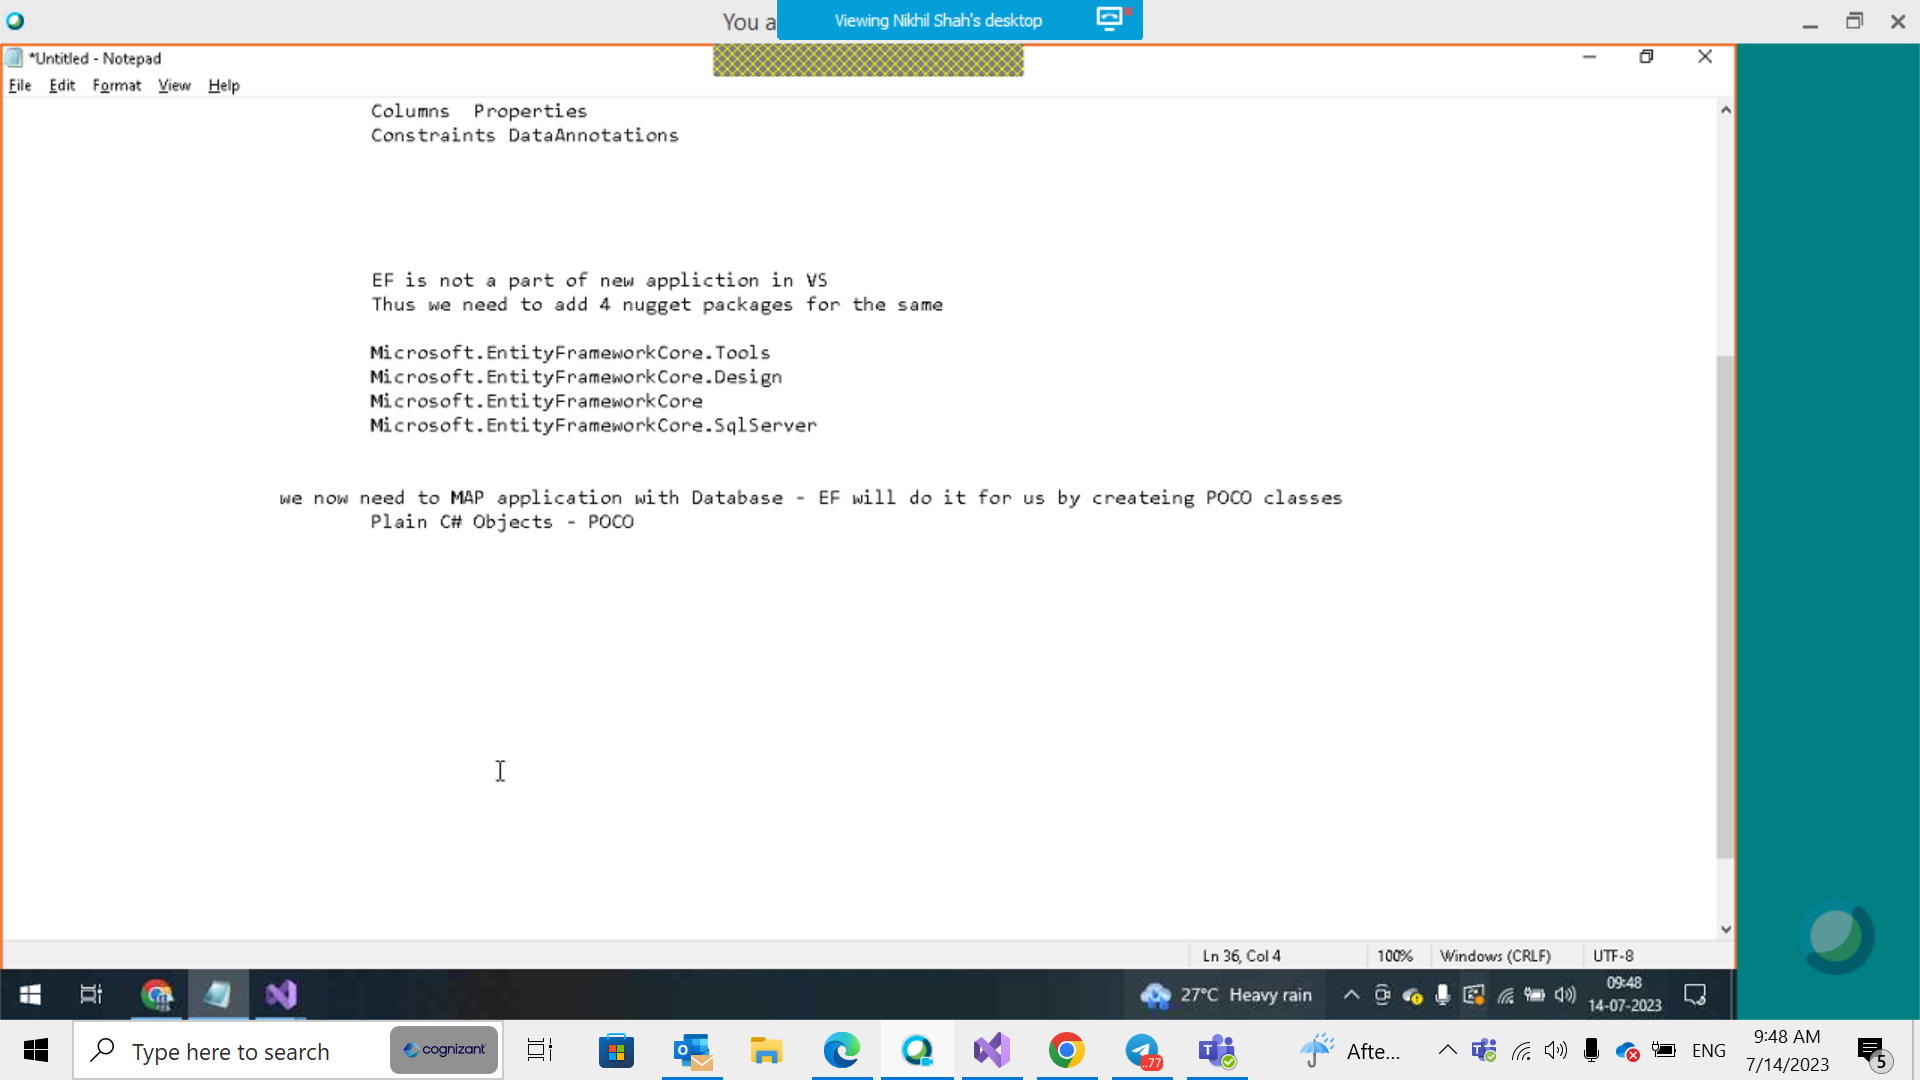 You a
Viewing Nikhil Shah's desktop
*Untitled - Notepad
File Edit Format View Help
Columns Properties
Constraints DataAnnotations
EF is not a part of new appliction in VS
Thus we need to add 4 nugget packages for the same
Microsoft.EntityFrameworkCore.Tools
Microsoft.EntityFrameworkCore.Design
Microsoft.EntityFrameworkCore
Microsoft.EntityFrameworkCore.SqlServer
we now need to MAP application with Database - EF will do it for us by createing POCO classes
Plain C# Objects - POCO
Ln 36, Col 4 100% Windows (CRLF) UTF-8
27°C Heavy rain
09:48
14-07-2023
Type here to search
cognizant
..77
Afte...
ENG
9:48 AM
7/14/2023
5